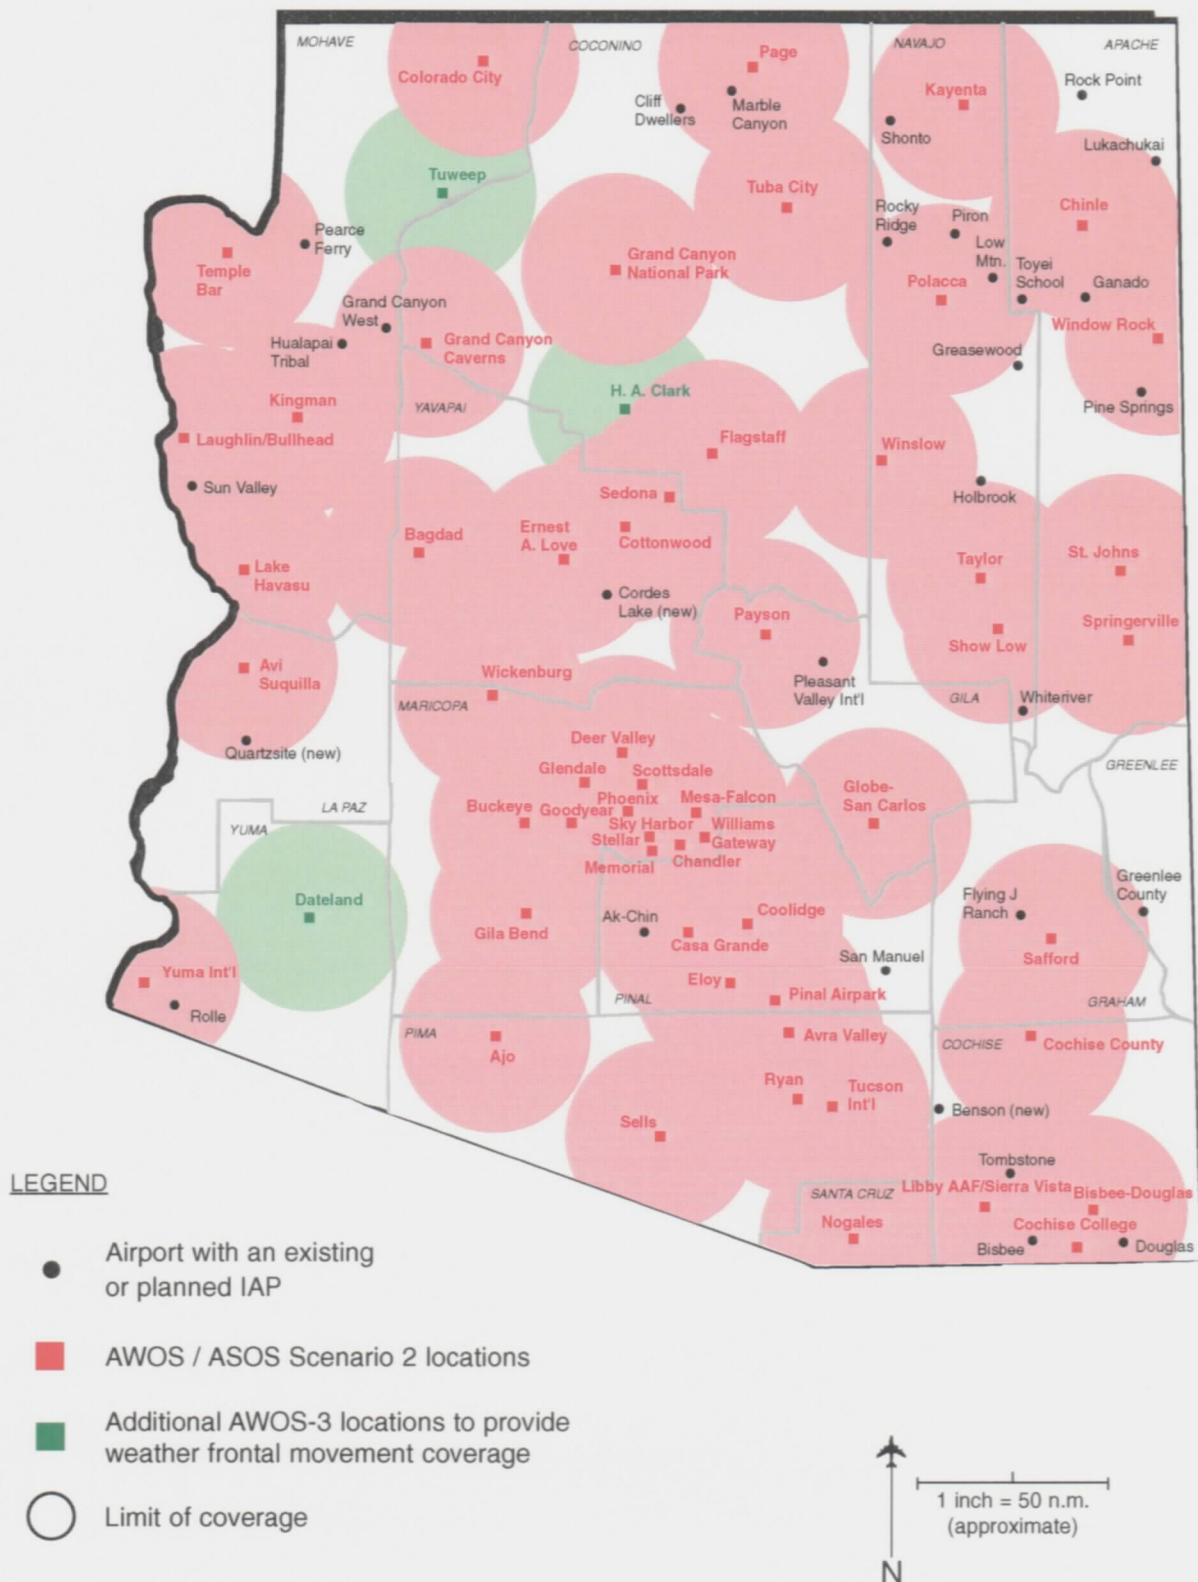 MOHAVE
COCONINO
NAVAJO
APACHE
Colorado City
Page
Cliff
Dwellers
Marble
Canyon
Kayenta
Shonto
Rock Point
Lukachukai
Tuweep
Tuba City
Rocky
Ridge
Piron
Low
Mtn.
Chinle
Toyei
School
Ganado
Pearce
Ferry
Temple
Bar
Grand Canyon
National Park
Polacca
Window Rock
Grand Canyon
West
Hualapai
Tribal
Grand Canyon
Caverns
Greasewood
Pine Springs
Kingman
YAVAPAI
H. A. Clark
Laughlin/Bullhead
Flagstaff
Winslow
Sun Valley
Sedona
Holbrook
Bagdad
Ernest
A. Love
Cottonwood
Taylor
St. Johns
Lake
Havasu
Cordes
Lake (new)
Payson
Show Low
Springerville
Avi
Suquilla
Wickenburg
Pleasant
Valley Int'l
GILA
Whiteriver
MARICOPA
Quartzsite (new)
Deer Valley
Glendale
Scottsdale
GREENLEE
LA PAZ
YUMA
Buckeye
Goodyear
Phoenix
Sky Harbor
Mesa-Falcon
Williams
Gateway
Stellar
Memorial
Chandler
Globe-
San Carlos
Dateland
Gila Bend
Ak-Chin
Coolidge
Casa Grande
Flying J
Ranch
Greenlee
County
Safford
Yuma Int'l
Rolle
Eloy
San Manuel
Pinal Airpark
PINAL
GRAHAM
PIMA
Ajo
Avra Valley
COCHISE
Cochise County
Ryan
Tucson
Int'l
Sells
Benson (new)
Tombstone
SANTA CRUZ
Libby AAF/Sierra Vista
Bisbee-Douglas
Nogales
Cochise College
Bisbee
Douglas
LEGEND
Airport with an existing
or planned IAP
AWOS / ASOS Scenario 2 locations
Additional AWOS-3 locations to provide
weather frontal movement coverage
Limit of coverage
1 inch = 50 n.m.
(approximate)
N